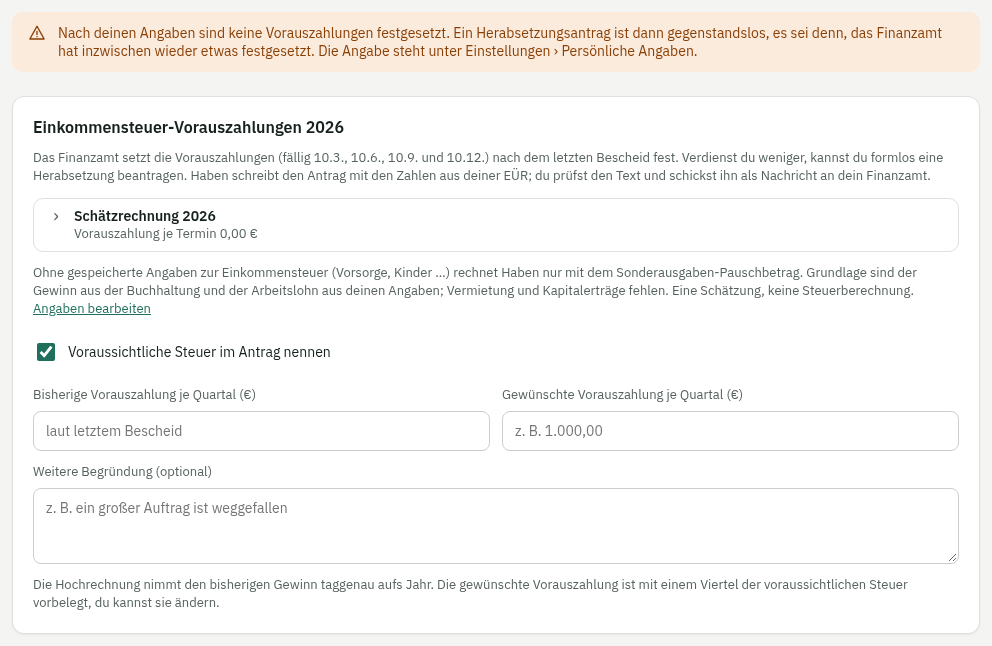 Nach deinen Angaben sind keine Vorauszahlungen festgesetzt. Ein Herabsetzungsantrag ist dann gegenstandslos, es sei denn, das Finanzamt
hat inzwischen wieder etwas festgesetzt. Die Angabe steht unter Einstellungen › Persönliche Angaben.
Einkommensteuer-Vorauszahlungen 2026
Das Finanzamt setzt die Vorauszahlungen (fällig 10.3., 10.6., 10.9. und 10.12.) nach dem letzten Bescheid fest. Verdienst du weniger, kannst du formlos eine
Herabsetzung beantragen. Haben schreibt den Antrag mit den Zahlen aus deiner EÜR; du prüfst den Text und schickst ihn als Nachricht an dein Finanzamt.
› Schätzrechnung 2026
Vorauszahlung je Termin 0,00 €
Ohne gespeicherte Angaben zur Einkommensteuer (Vorsorge, Kinder …) rechnet Haben nur mit dem Sonderausgaben-Pauschbetrag. Grundlage sind der
Gewinn aus der Buchhaltung und der Arbeitslohn aus deinen Angaben; Vermietung und Kapitalerträge fehlen. Eine Schätzung, keine Steuerberechnung.
Angaben bearbeiten
Voraussichtliche Steuer im Antrag nennen
Bisherige Vorauszahlung je Quartal (€)
laut letztem Bescheid
Gewünschte Vorauszahlung je Quartal (€)
z. B. 1.000,00
Weitere Begründung (optional)
z. B. ein großer Auftrag ist weggefallen
Die Hochrechnung nimmt den bisherigen Gewinn taggenau aufs Jahr. Die gewünschte Vorauszahlung ist mit einem Viertel der voraussichtlichen Steuer
vorbelegt, du kannst sie ändern.